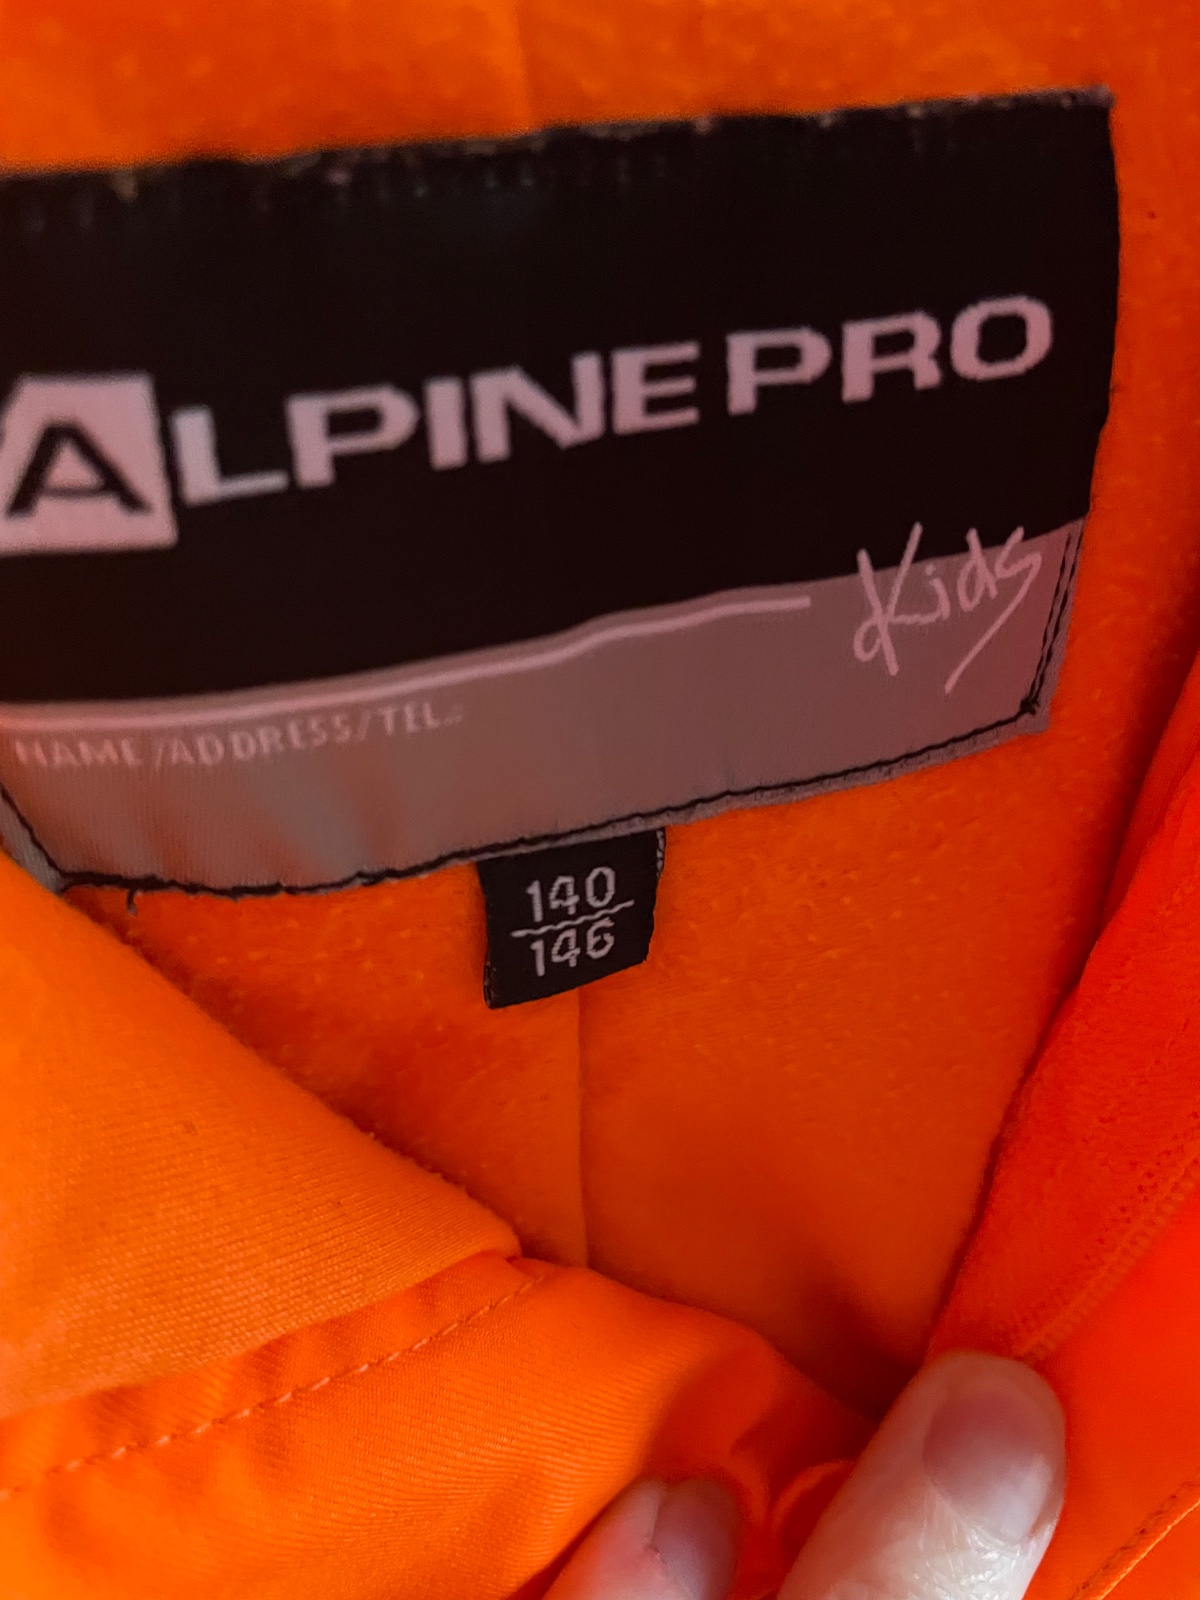 ALPINE PRO
Kids
NAME/ADDRESS/TEL.:
140
146